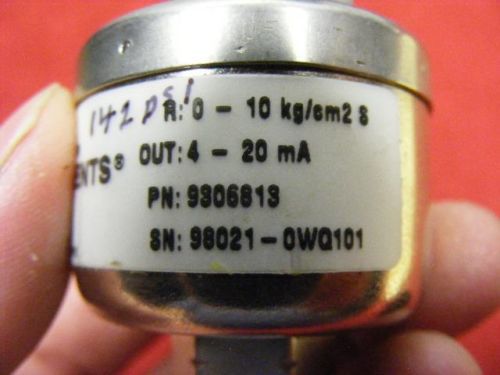 142 psi R: 0 - 10 kg/cm2 S
ENTS® OUT: 4 - 20 mA
PN: 9306813
SN: 98021-0WQ101